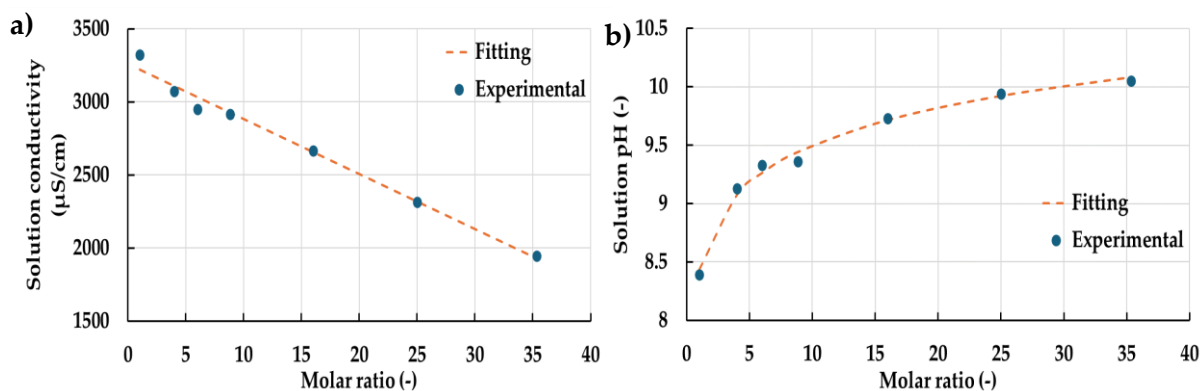 a)
Solution conductivity
(µS/cm)
3500
3000
2500
2000
1500
0 5 10 15 20 25 30 35 40
Molar ratio (-)
Fitting
Experimental
b)
Solution pH (-)
10.5
10
9.5
9
8.5
8
0 5 10 15 20 25 30 35 40
Molar ratio (-)
Fitting
Experimental